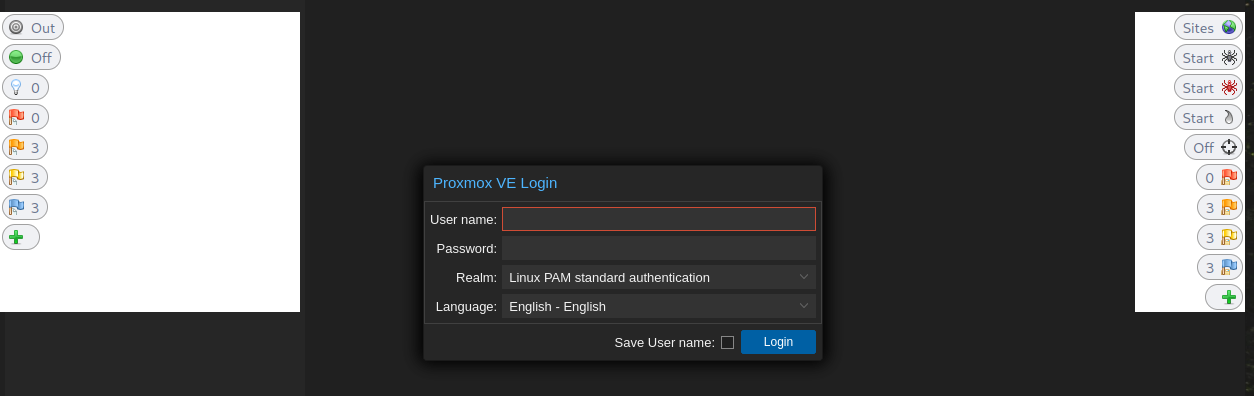 Out
Off
0
0
3
3
3
Proxmox VE Login
User name:
Password:
Realm: Linux PAM standard authentication
Language: English - English
Save User name: Login
Sites
Start
Start
Start
Off
0
3
3
3